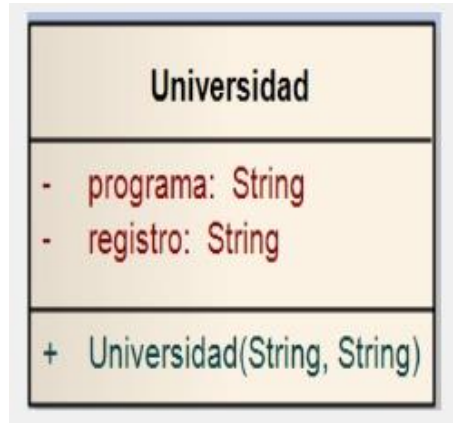 Universidad
- programa: String
- registro: String
+ Universidad(String, String)